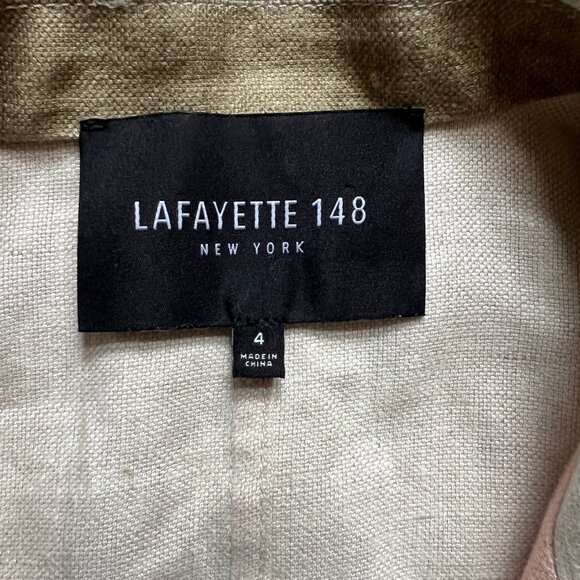 LAFAYETTE 148
NEW YORK
4
MADE IN
CHINA